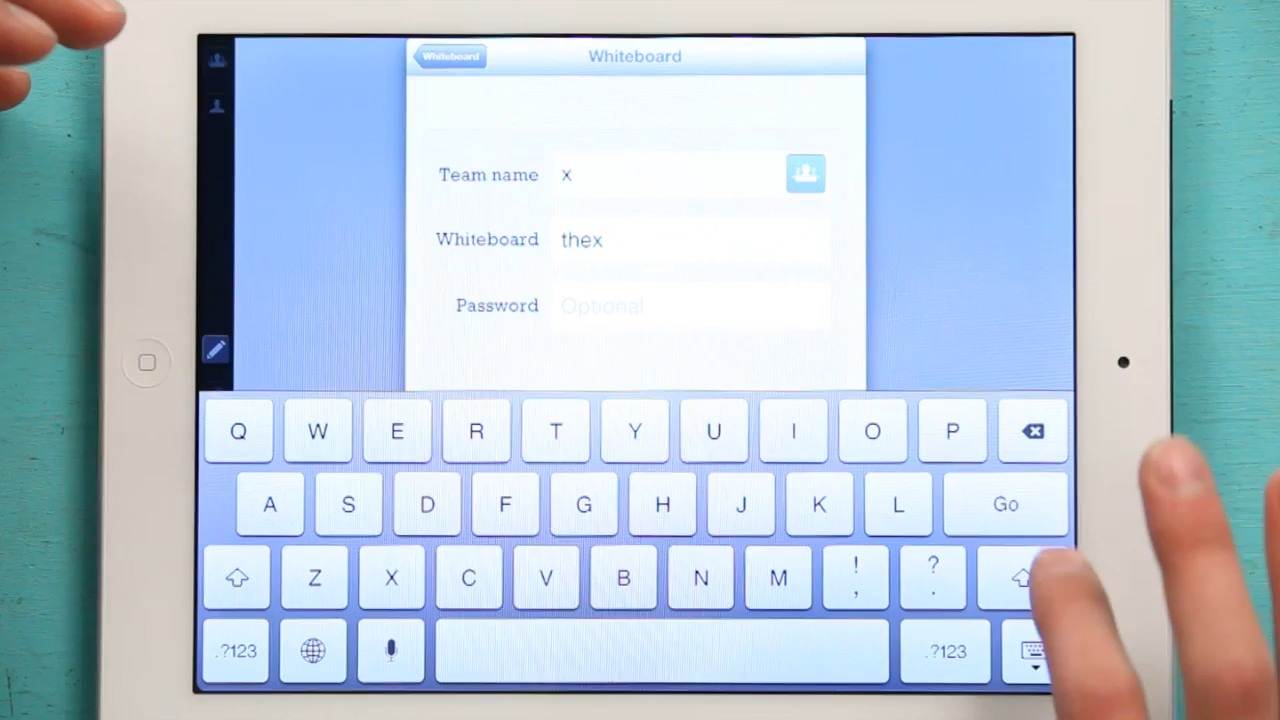 Whiteboard Whiteboard
Team name x
Whiteboard thex
Password Optional
Q W E R T Y U I O P
A S D F G H J K L Go
Z X C V B N M ! , ? .
.?123 .?123